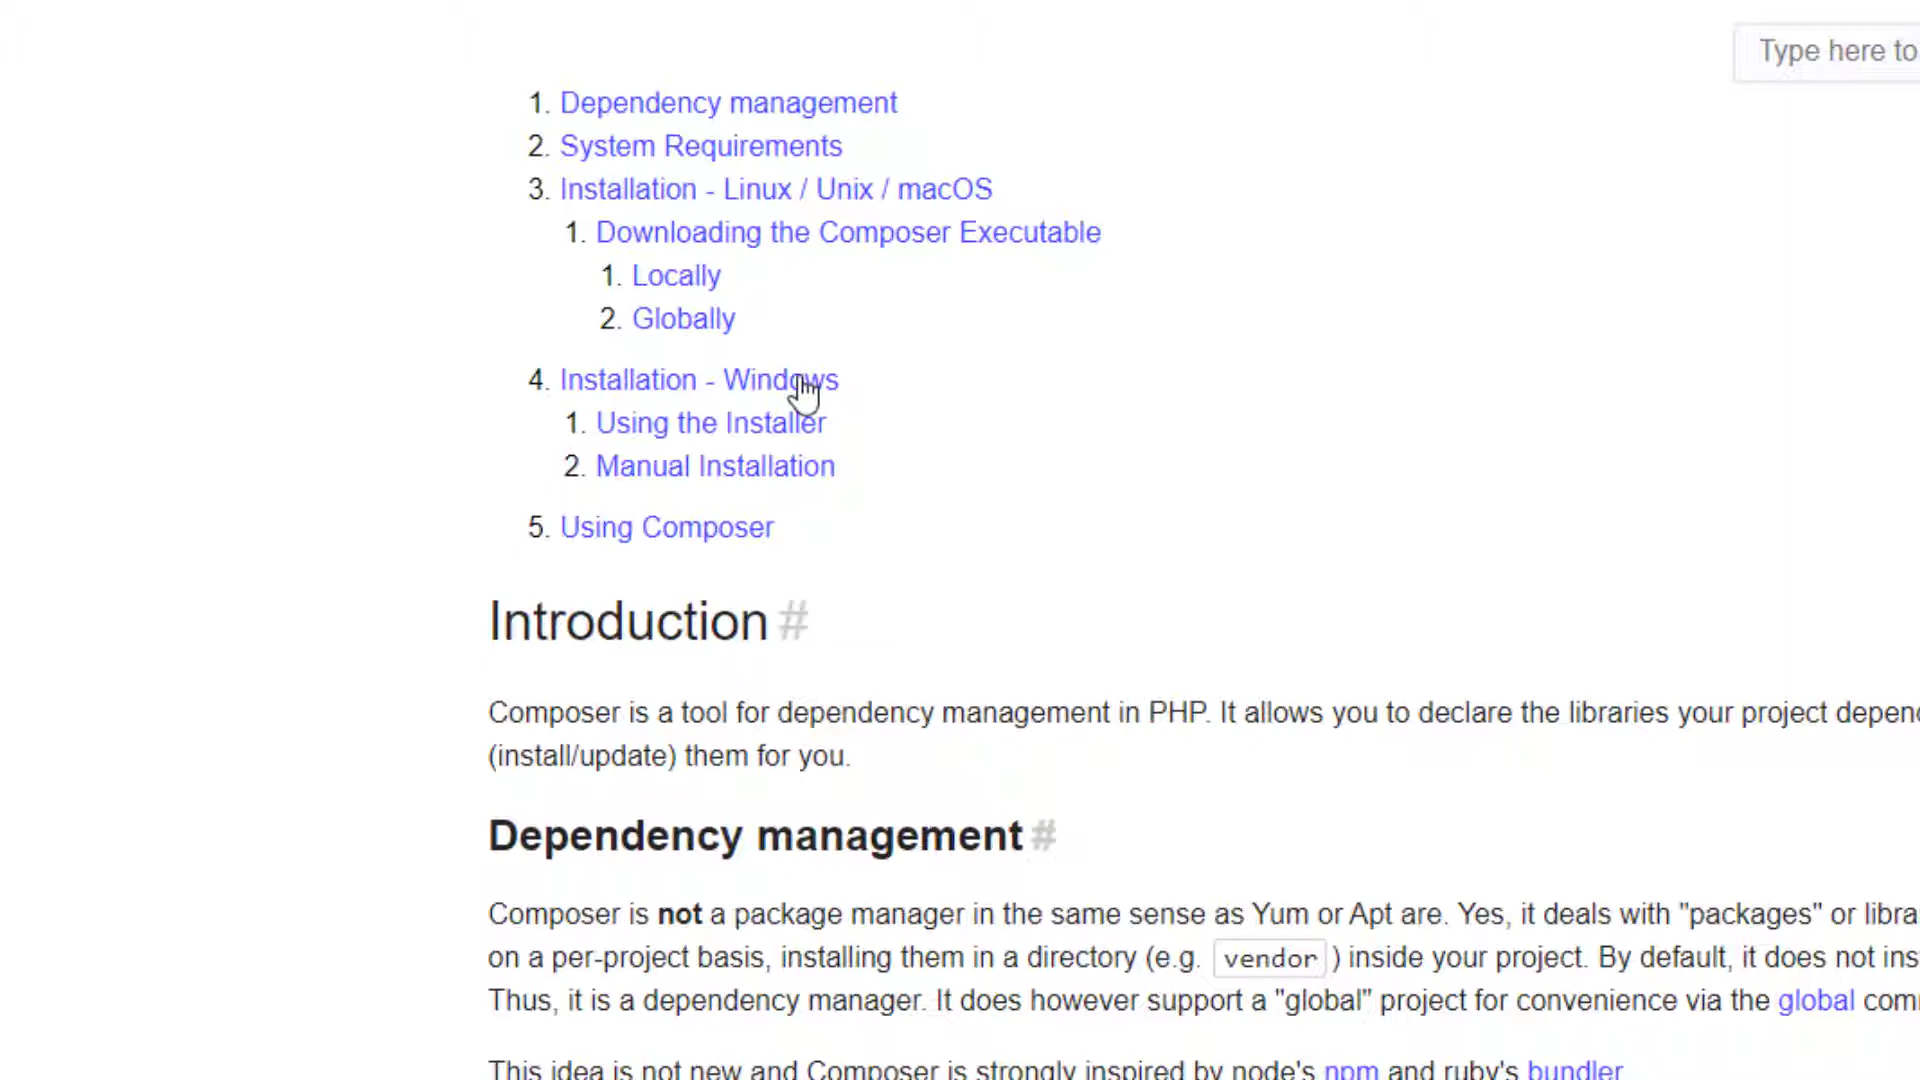 Type here to
1. Dependency management
2. System Requirements
3. Installation - Linux / Unix / macOS
1. Downloading the Composer Executable
1. Locally
2. Globally
4. Installation - Windows
1. Using the Installer
2. Manual Installation
5. Using Composer
Introduction #
Composer is a tool for dependency management in PHP. It allows you to declare the libraries your project depen
(install/update) them for you.
Dependency management #
Composer is not a package manager in the same sense as Yum or Apt are. Yes, it deals with "packages" or libra
on a per-project basis, installing them in a directory (e.g. vendor ) inside your project. By default, it does not ins
Thus, it is a dependency manager. It does however support a "global" project for convenience via the global com
This idea is not new and Composer is strongly inspired by node's npm and ruby's bundler